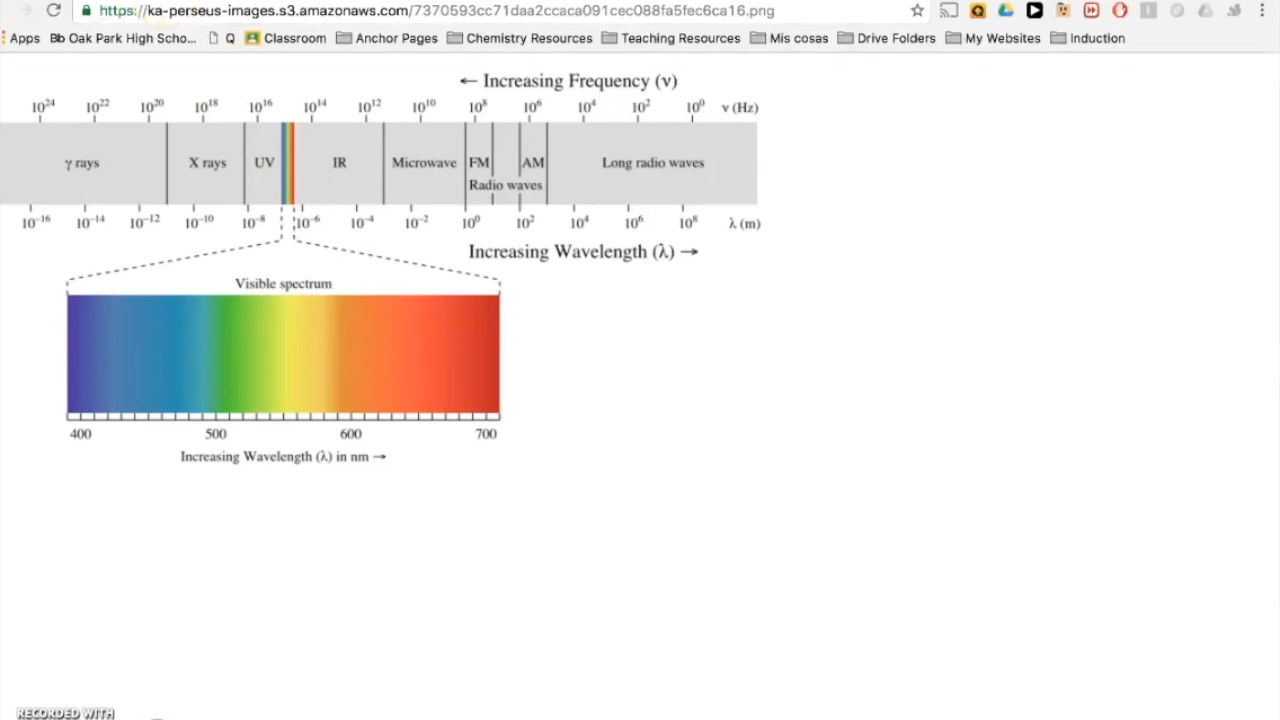 https://ka-perseus-images.s3.amazonaws.com/7370593cc71daa2ccaca091cec088fa5fec6ca16.png
Apps Bb Oak Park High Scho... Q Classroom Anchor Pages Chemistry Resources Teaching Resources Mis cosas Drive Folders My Websites Induction
← Increasing Frequency (ν)
10²⁴ 10²² 10²⁰ 10¹⁸ 10¹⁶ 10¹⁴ 10¹² 10¹⁰ 10⁸ 10⁶ 10⁴ 10² 10⁰ ν (Hz)
γ rays X rays UV IR Microwave FM AM Long radio waves
Radio waves
10⁻¹⁶ 10⁻¹⁴ 10⁻¹² 10⁻¹⁰ 10⁻⁸ 10⁻⁶ 10⁻⁴ 10⁻² 10⁰ 10² 10⁴ 10⁶ 10⁸ λ (m)
Increasing Wavelength (λ) →
Visible spectrum
400 500 600 700
Increasing Wavelength (λ) in nm →
RECORDED WITH